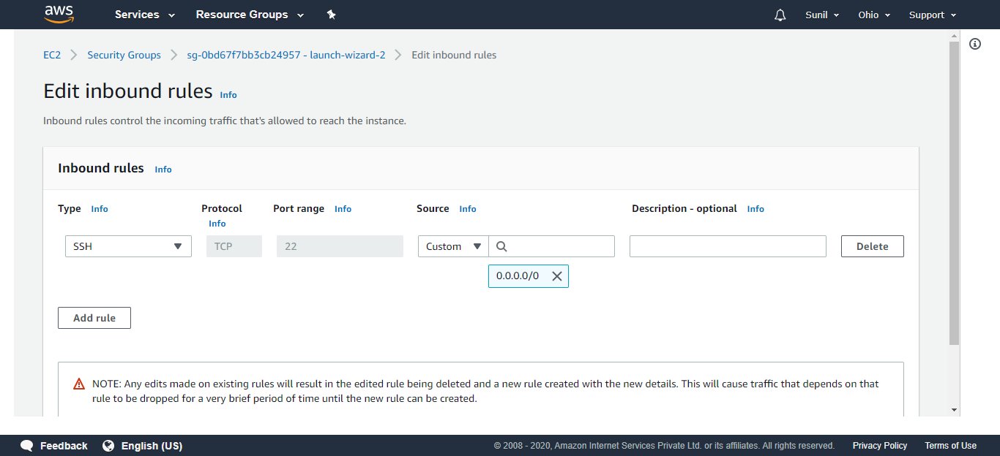 aws Services Resource Groups Sunil Ohio Support
EC2 Security Groups sg-0bd67f7bb3cb24957 - launch-wizard-2 Edit inbound rules
Edit inbound rules Info
Inbound rules control the incoming traffic that's allowed to reach the instance.
Inbound rules Info
Type Info Protocol Info Port range Info Source Info Description - optional Info
SSH TCP 22 Custom Delete
0.0.0.0/0
Add rule
NOTE: Any edits made on existing rules will result in the edited rule being deleted and a new rule created with the new details. This will cause traffic that depends on that
rule to be dropped for a very brief period of time until the new rule can be created.
Feedback English (US) © 2008 - 2020, Amazon Internet Services Private Ltd. or its affiliates. All rights reserved. Privacy Policy Terms of Use